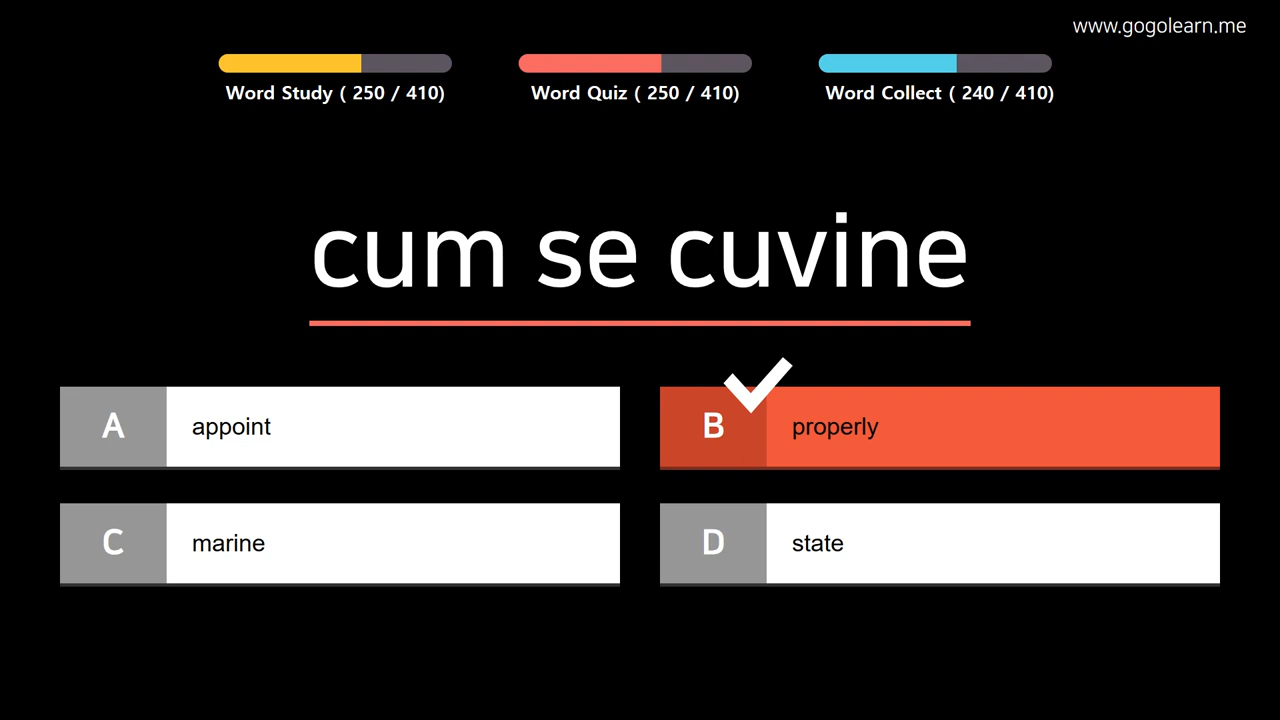 www.gogolearn.me
Word Study ( 250 / 410)
Word Quiz ( 250 / 410)
Word Collect ( 240 / 410)
cum se cuvine
A
appoint
B
properly
C
marine
D
state